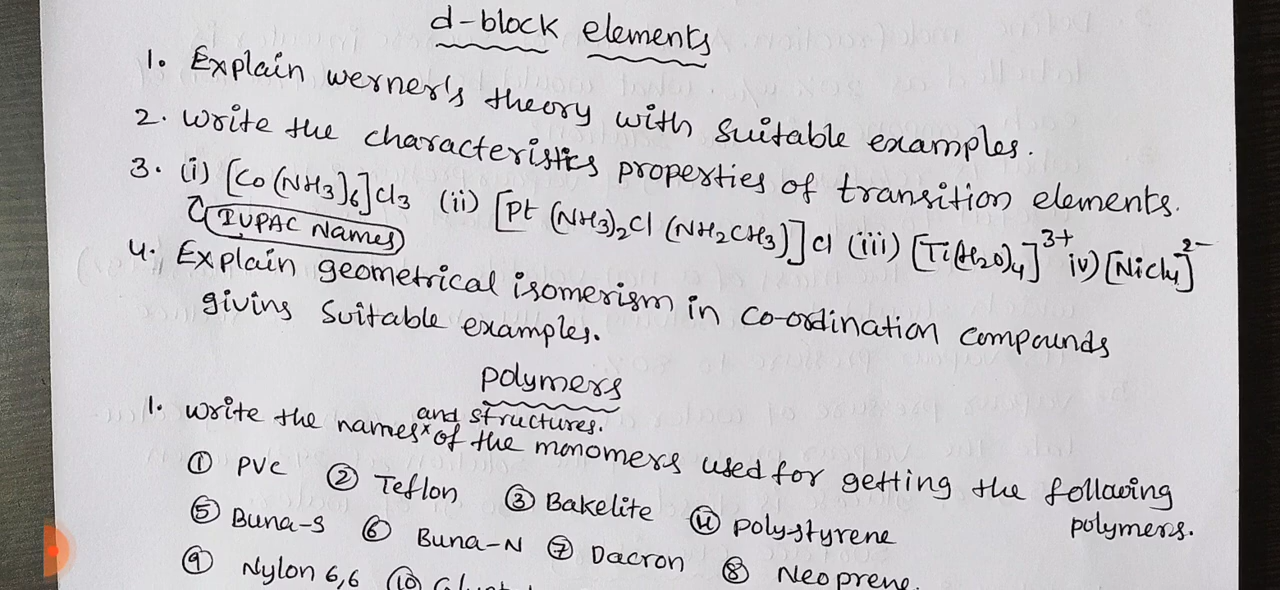 d-block elements
1. Explain werner's theory with suitable examples.
2. write the characteristics properties of transition elements.
3. (i) [Co(NH3)6]Cl3 (ii) [Pt (NH3)2Cl (NH2CH3)]Cl (iii) [Ti(H2O)4]3+ iv) [NiCl4]2-
IUPAC Names
4. Explain geometrical isomerism in co-ordination compounds
giving suitable examples.
polymers
and structures.
1. write the names x of the monomers used for getting the following
polymers.
① PVC ② Teflon ③ Bakelite ④ polystyrene
⑤ Buna-s ⑥ Buna-N ⑦ Dacron ⑧ Neoprene.
⑨ Nylon 6,6 ⑩